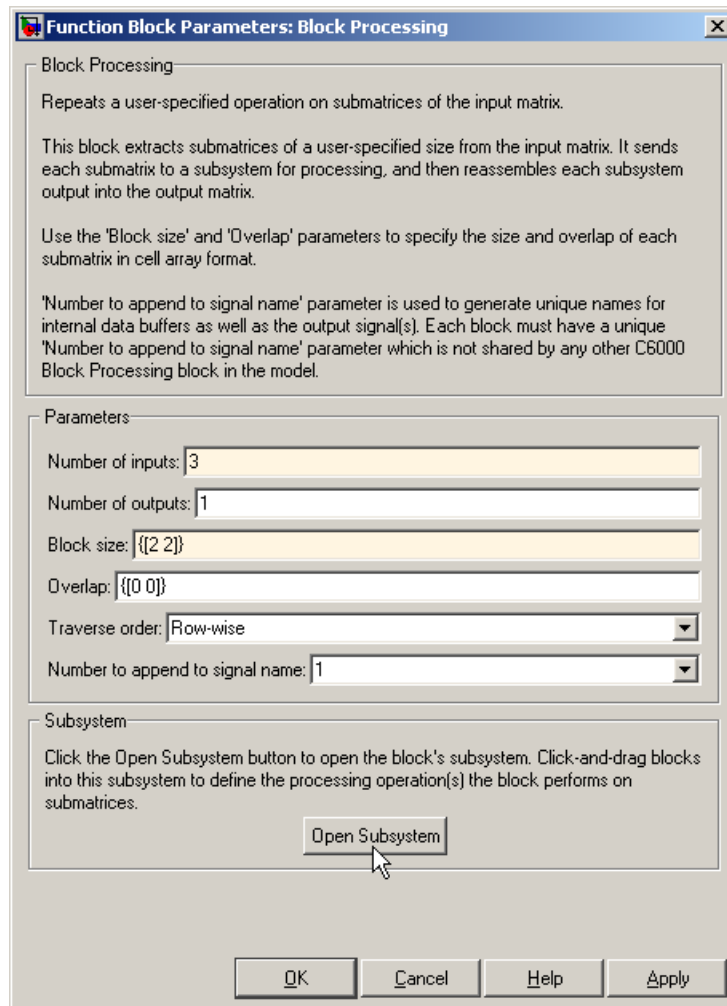 Function Block Parameters: Block Processing
Block Processing
Repeats a user-specified operation on submatrices of the input matrix.
This block extracts submatrices of a user-specified size from the input matrix. It sends
each submatrix to a subsystem for processing, and then reassembles each subsystem
output into the output matrix.
Use the 'Block size' and 'Overlap' parameters to specify the size and overlap of each
submatrix in cell array format.
'Number to append to signal name' parameter is used to generate unique names for
internal data buffers as well as the output signal(s). Each block must have a unique
'Number to append to signal name' parameter which is not shared by any other C6000
Block Processing block in the model.
Parameters
Number of inputs: 3
Number of outputs: 1
Block size: {[2 2]}
Overlap: {[0 0]}
Traverse order: Row-wise
Number to append to signal name: 1
Subsystem
Click the Open Subsystem button to open the block's subsystem. Click-and-drag blocks
into this subsystem to define the processing operation(s) the block performs on
submatrices.
Open Subsystem
OK Cancel Help Apply